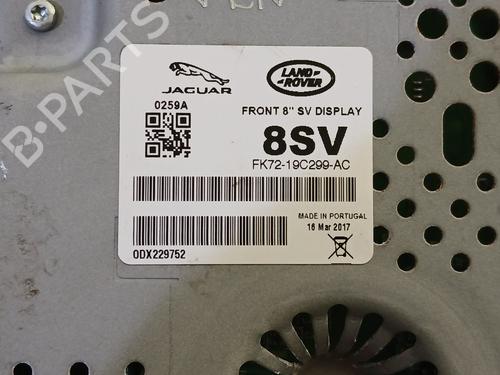 JAGUAR
LAND ROVER
0259A
FRONT 8" SV DISPLAY
8SV
FK72-19C299-AC
MADE IN PORTUGAL
16 Mar 2017
0DX229752
B-PARTS